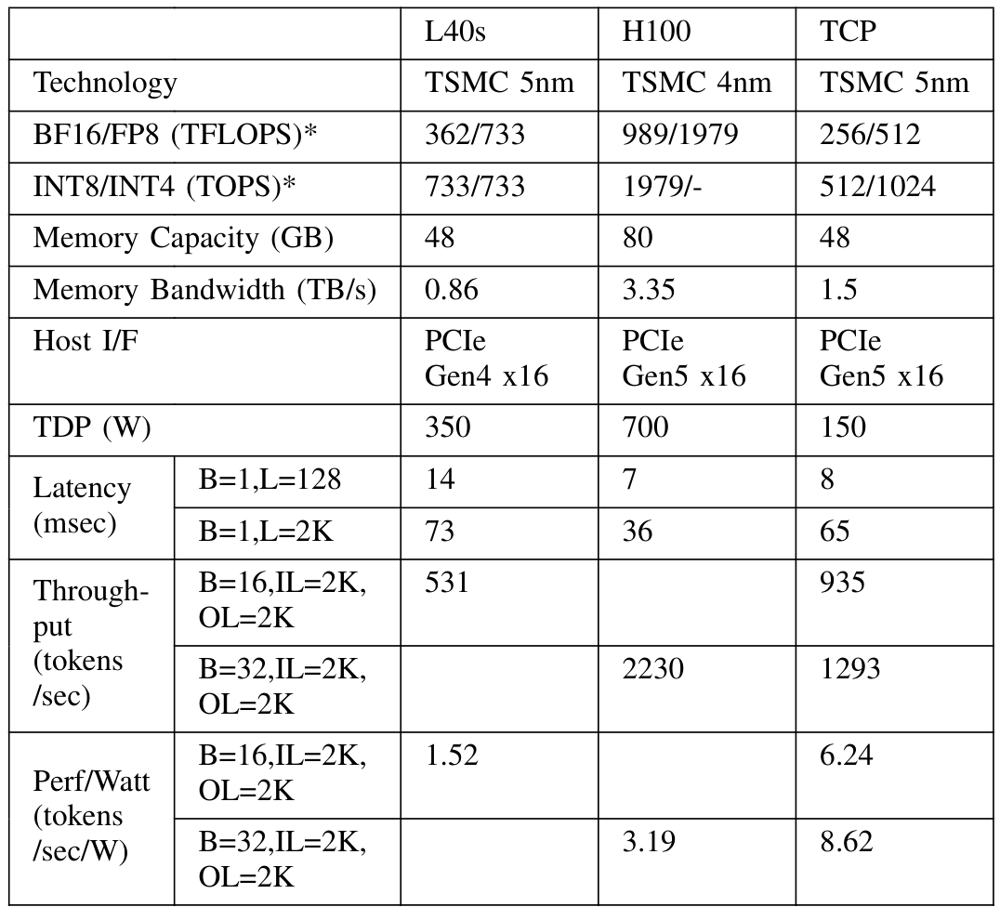 L40s H100 TCP
Technology TSMC 5nm TSMC 4nm TSMC 5nm
BF16/FP8 (TFLOPS)* 362/733 989/1979 256/512
INT8/INT4 (TOPS)* 733/733 1979/- 512/1024
Memory Capacity (GB) 48 80 48
Memory Bandwidth (TB/s) 0.86 3.35 1.5
Host I/F PCIe PCIe PCIe
Gen4 x16 Gen5 x16 Gen5 x16
TDP (W) 350 700 150
Latency
(msec)
B=1,L=128 14 7 8
B=1,L=2K 73 36 65
Through-
put
(tokens
/sec)
B=16,IL=2K, 531 935
OL=2K
B=32,IL=2K, 2230 1293
OL=2K
Perf/Watt
(tokens
/sec/W)
B=16,IL=2K, 1.52 6.24
OL=2K
B=32,IL=2K, 3.19 8.62
OL=2K